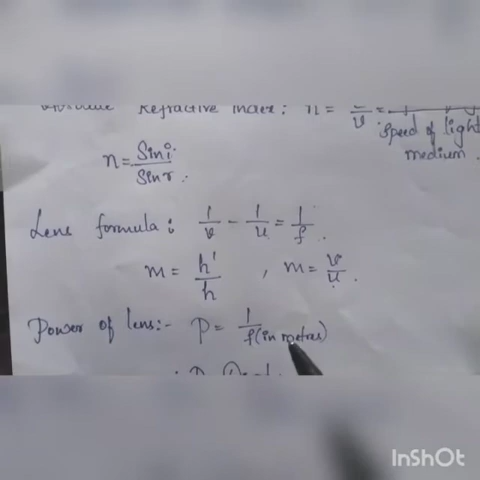 Refractive index: n = c/v =
speed of light
medium.
n = Sin i / Sin r.
Lens formula: 1/v - 1/u = 1/f.
m = h'/h , m = v/u.
Power of lens:- P = 1/f (in metres)
InShOt